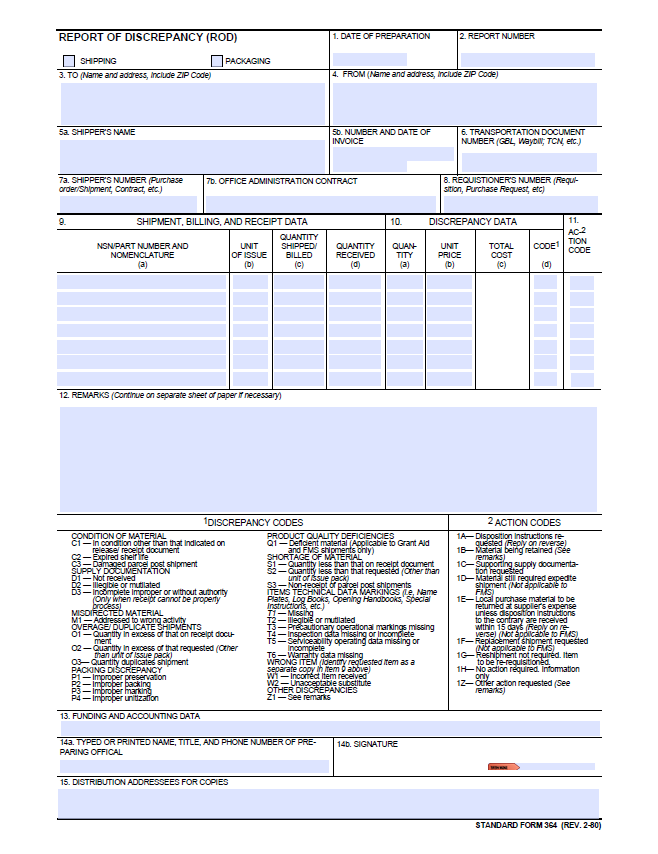 REPORT OF DISCREPANCY (ROD)
SHIPPING
PACKAGING
1. DATE OF PREPARATION
2. REPORT NUMBER
3. TO (Name and address, Include ZIP Code)
4. FROM (Name and address, Include ZIP Code)
5a. SHIPPER'S NAME
5b. NUMBER AND DATE OF
INVOICE
6. TRANSPORTATION DOCUMENT
NUMBER (GBL, Waybill; TCN, etc.)
7a. SHIPPER'S NUMBER (Purchase
order/Shipment, Contract, etc.)
7b. OFFICE ADMINISTRATION CONTRACT
8. REQUISTIONER'S NUMBER (Requi-
sition, Purchase Request, etc)
9. SHIPMENT, BILLING, AND RECEIPT DATA
10. DISCREPANCY DATA
11.
AC-2
TION
CODE
NSN/PART NUMBER AND
NOMENCLATURE
(a)
UNIT
OF ISSUE
(b)
QUANTITY
SHIPPED/
BILLED
(c)
QUANTITY
RECEIVED
(d)
QUAN-
TITY
(a)
UNIT
PRICE
(b)
TOTAL
COST
(c)
CODE1
(d)
12. REMARKS (Continue on separate sheet of paper if necessary)
1DISCREPANCY CODES
CONDITION OF MATERIAL
C1 — In condition other than that indicated on
release/ receipt document
C2 — Expired shelf life
C3 — Damaged parcel post shipment
SUPPLY DOCUMENTATION
D1 — Not received
D2 — Illegible or mutilated
D3 — Incomplete improper or without authority
(Only when receipt cannot be properly
process)
MISDIRECTED MATERIAL
M1 — Addressed to wrong activity
OVERAGE/ DUPLICATE SHIPMENTS
O1 — Quantity in excess of that on receipt docu-
ment
O2 — Quantity in excess of that requested (Other
than unit of issue pack)
O3— Quantity duplicates shipment
PACKING DISCREPANCY
P1 — Improper preservation
P2 — Improper packing
P3 — Improper marking
P4 — Improper unitization
PRODUCT QUALITY DEFICIENCIES
Q1 — Deficient material (Applicable to Grant Aid
and FMS shipments only)
SHORTAGE OF MATERIAL
S1 — Quantity less than on receipt document
S2 — Quantity less than that requested (Other than
unit of issue pack)
S3 — Non-receipt of parcel post shipments
ITEMS TECHNICAL DATA MARKINGS (i.e, Name
Plates, Log Books, Opening Handbooks, Special
Instructions, etc.)
T1 — Missing
T2 — Illegible or mutilated
T3 — Precautionary operational markings missing
T4 — Inspection data missing or incomplete
T5 — Serviceability operating data missing or
incomplete
T6 — Warranty data missing
WRONG ITEM (Identify requested item as a
separate copy in item 9 above)
W1 — Incorrect item received
W2 — Unacceptable substitute
OTHER DISCREPANCIES
Z1 — See remarks
2 ACTION CODES
1A— Disposition instructions re-
quested (Reply on reverse)
1B— Material being retained (See
remarks)
1C— Supporting supply documenta-
tion requested
1D— Material still required expedite
shipment (Not applicable to
FMS)
1E— Local purchase material to be
returned at supplier's expense
unless disposition instructions
to the contrary are received
within 15 days (Reply on re-
verse) (Not applicable to FMS)
1F— Replacement shipment requested
(Not applicable to FMS)
1G— Reshipment not required. Item
to be re-requisitioned.
1H— No action required. Information
only
1Z— Other action requested (See
remarks)
13. FUNDING AND ACCOUNTING DATA
14a. TYPED OR PRINTED NAME, TITLE, AND PHONE NUMBER OF PRE-
PARING OFFICAL
14b. SIGNATURE
15. DISTRIBUTION ADDRESSEES FOR COPIES
STANDARD FORM 364 (REV. 2-80)